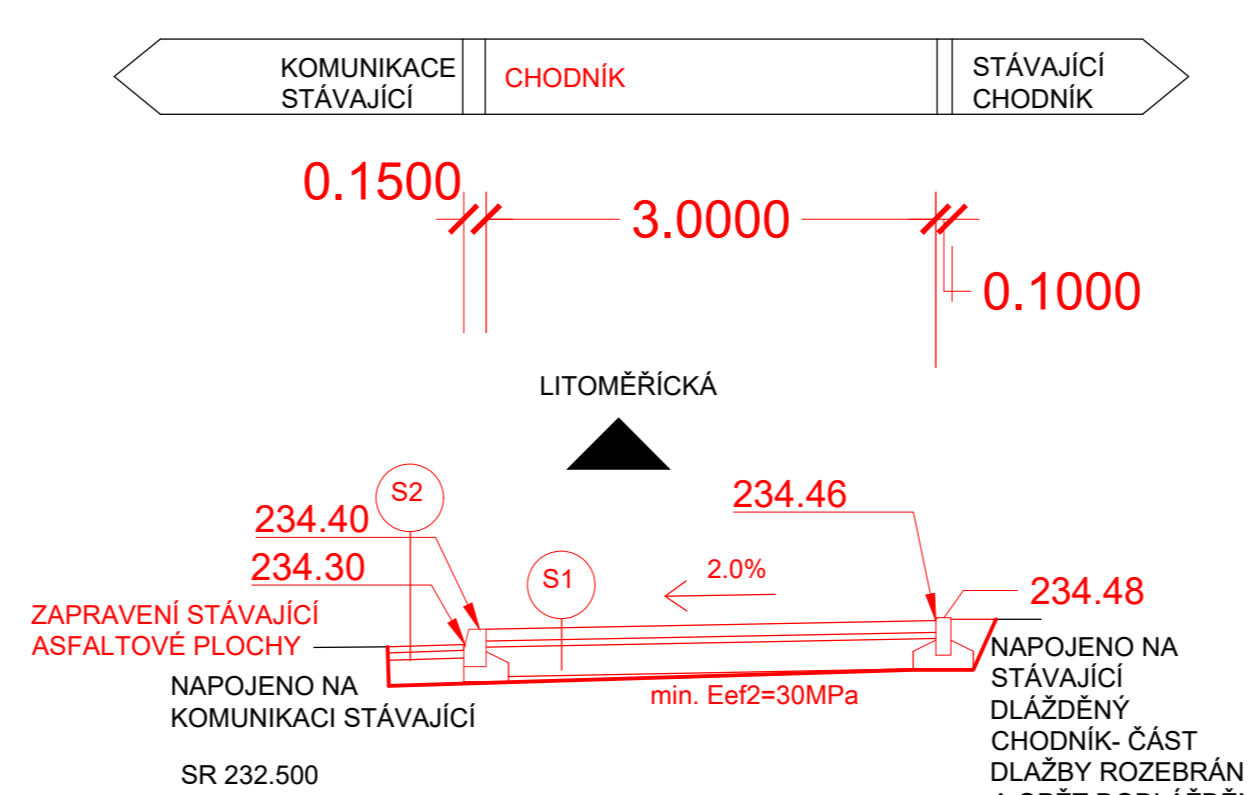 KOMUNIKACE
STÁVAJÍCÍ
CHODNÍK
STÁVAJÍCÍ
CHODNÍK
0.1500
3.0000
0.1000
LITOMĚŘÍCKÁ
S2
234.40
234.30
S1
2.0%
234.46
234.48
ZAPRAVENÍ STÁVAJÍCÍ
ASFALTOVÉ PLOCHY
NAPOJENO NA
KOMUNIKACI STÁVAJÍCÍ
min. Eef2=30MPa
NAPOJENO NA
STÁVAJÍCÍ
DLÁŽDĚNÝ
CHODNÍK- ČÁST
DLAŽBY ROZEBRÁN
SR 232.500